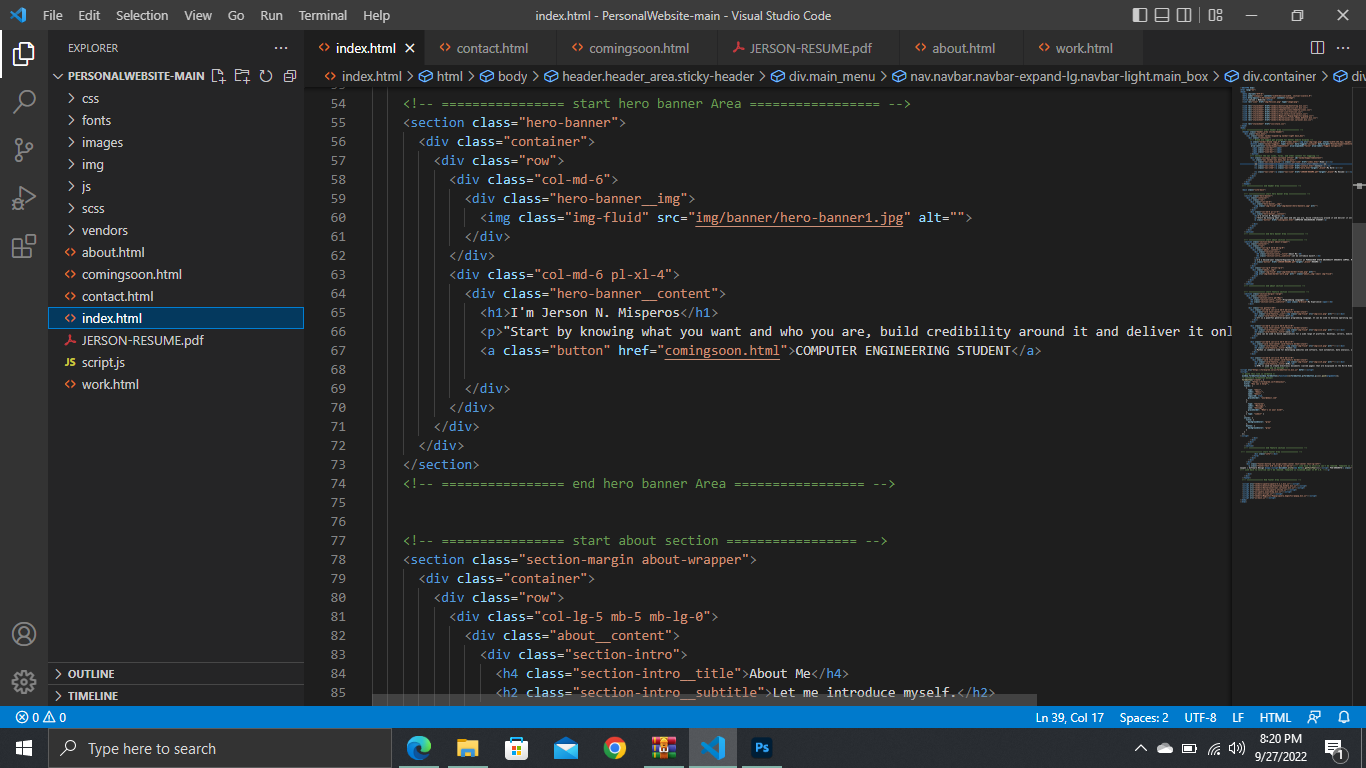 File Edit Selection View Go Run Terminal Help
index.html - PersonalWebsite-main - Visual Studio Code
EXPLORER
PERSONALWEBSITE-MAIN
css
fonts
images
img
js
scss
vendors
about.html
comingsoon.html
contact.html
index.html
JERSON-RESUME.pdf
JS script.js
work.html
OUTLINE
TIMELINE
index.html contact.html comingsoon.html JERSON-RESUME.pdf about.html work.html
index.html > html > body > header.header_area.sticky-header > div.main_menu > nav.navbar.navbar-expand-lg.navbar-light.main_box > div.container > div
54 <!-- ================ start hero banner Area ================= -->
55 <section class="hero-banner">
56 <div class="container">
57 <div class="row">
58 <div class="col-md-6">
59 <div class="hero-banner__img">
60 <img class="img-fluid" src="img/banner/hero-banner1.jpg" alt="">
61 </div>
62 </div>
63 <div class="col-md-6 pl-xl-4">
64 <div class="hero-banner__content">
65 <h1>I'm Jerson N. Misperos</h1>
66 <p>"Start by knowing what you want and who you are, build credibility around it and deliver it onl
67 <a class="button" href="comingsoon.html">COMPUTER ENGINEERING STUDENT</a>
68
69 </div>
70 </div>
71 </div>
72 </div>
73 </section>
74 <!-- ================ end hero banner Area ================= -->
75
76
77 <!-- ================ start about section ================= -->
78 <section class="section-margin about-wrapper">
79 <div class="container">
80 <div class="row">
81 <div class="col-lg-5 mb-5 mb-lg-0">
82 <div class="about__content">
83 <div class="section-intro">
84 <h4 class="section-intro__title">About Me</h4>
85 <h2 class="section-intro__subtitle">Let me introduce myself.</h2>
0 0
Ln 39, Col 17 Spaces: 2 UTF-8 LF HTML
Type here to search
Ps
8:20 PM
9/27/2022
1